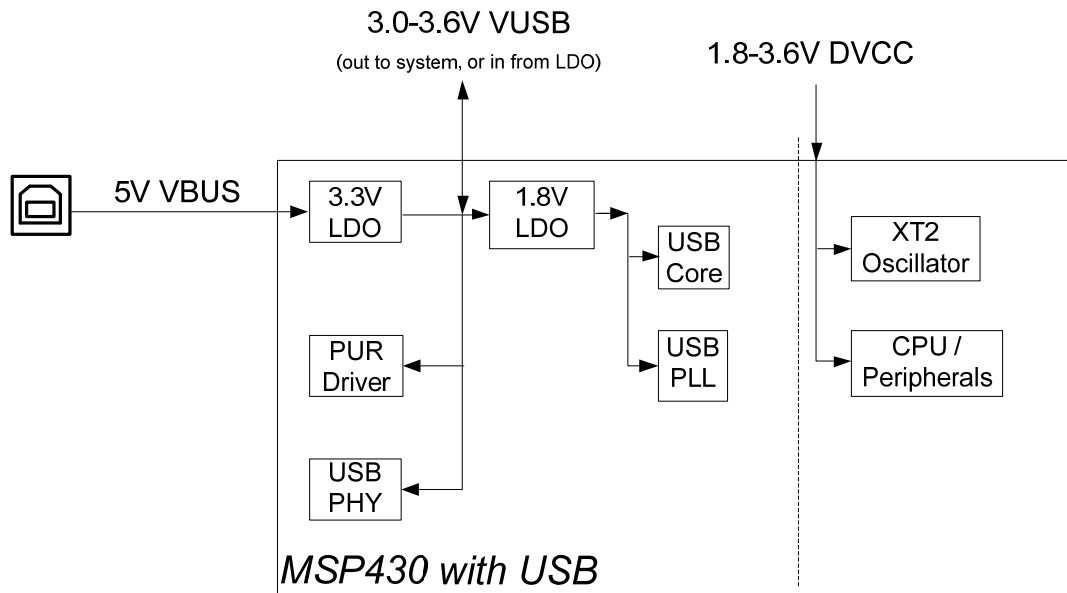 3.0-3.6V VUSB
(out to system, or in from LDO)
1.8-3.6V DVCC
5V VBUS
3.3V
LDO
1.8V
LDO
USB
Core
XT2
Oscillator
PUR
Driver
USB
PLL
CPU /
Peripherals
USB
PHY
MSP430 with USB